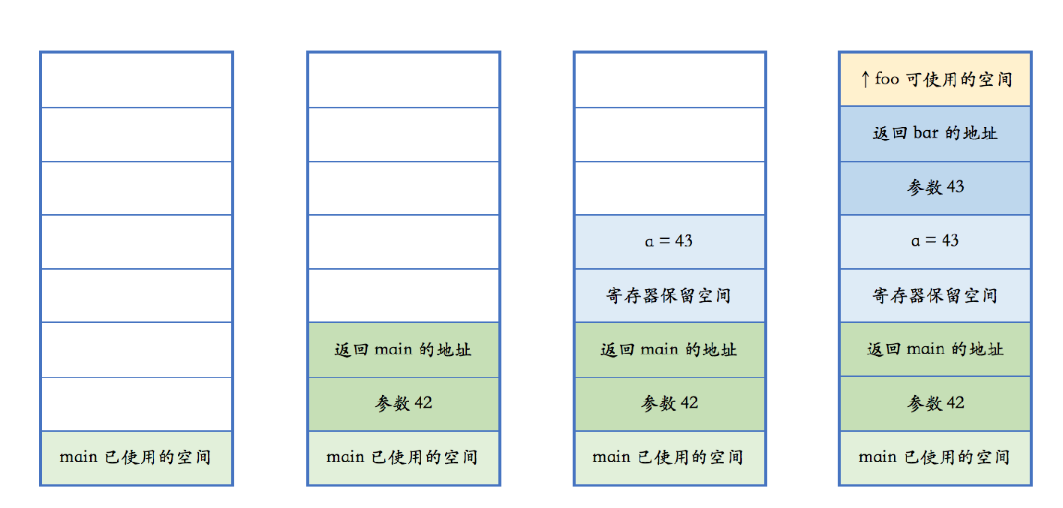 main 已使用的空间
返回 main 的地址
参数 42
main 已使用的空间
a = 43
寄存器保留空间
返回 main 的地址
参数 42
main 已使用的空间
↑ foo 可使用的空间
返回 bar 的地址
参数 43
a = 43
寄存器保留空间
返回 main 的地址
参数 42
main 已使用的空间